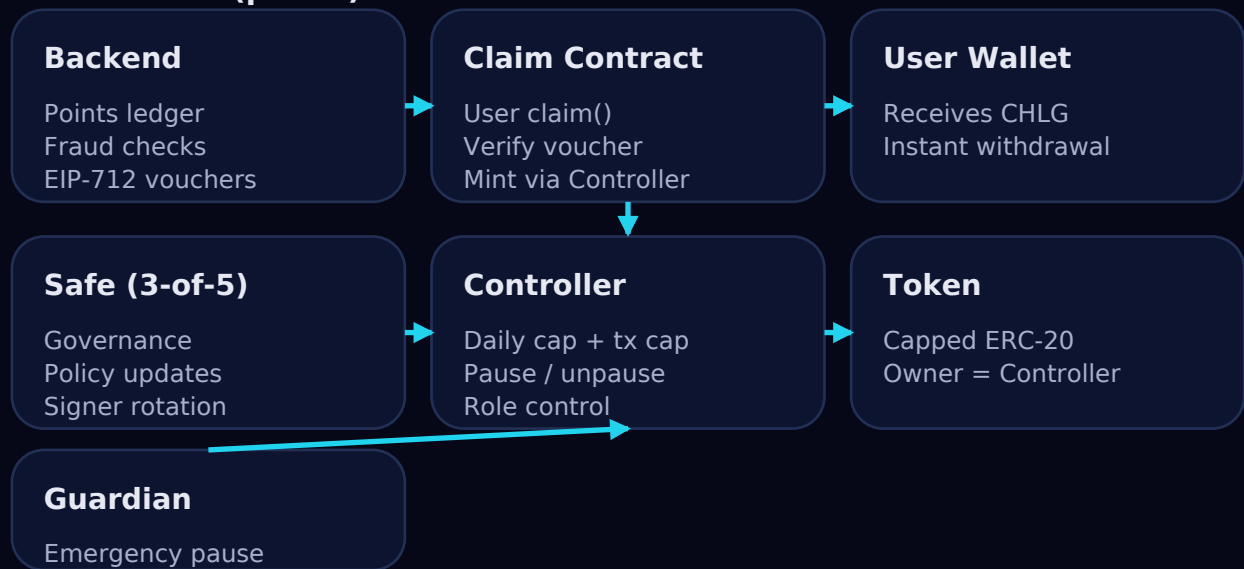 Backend
Points ledger
Fraud checks
EIP-712 vouchers
Claim Contract
User claim()
Verify voucher
Mint via Controller
User Wallet
Receives CHLG
Instant withdrawal
Safe (3-of-5)
Governance
Policy updates
Signer rotation
Controller
Daily cap + tx cap
Pause / unpause
Role control
Token
Capped ERC-20
Owner = Controller
Guardian
Emergency pause